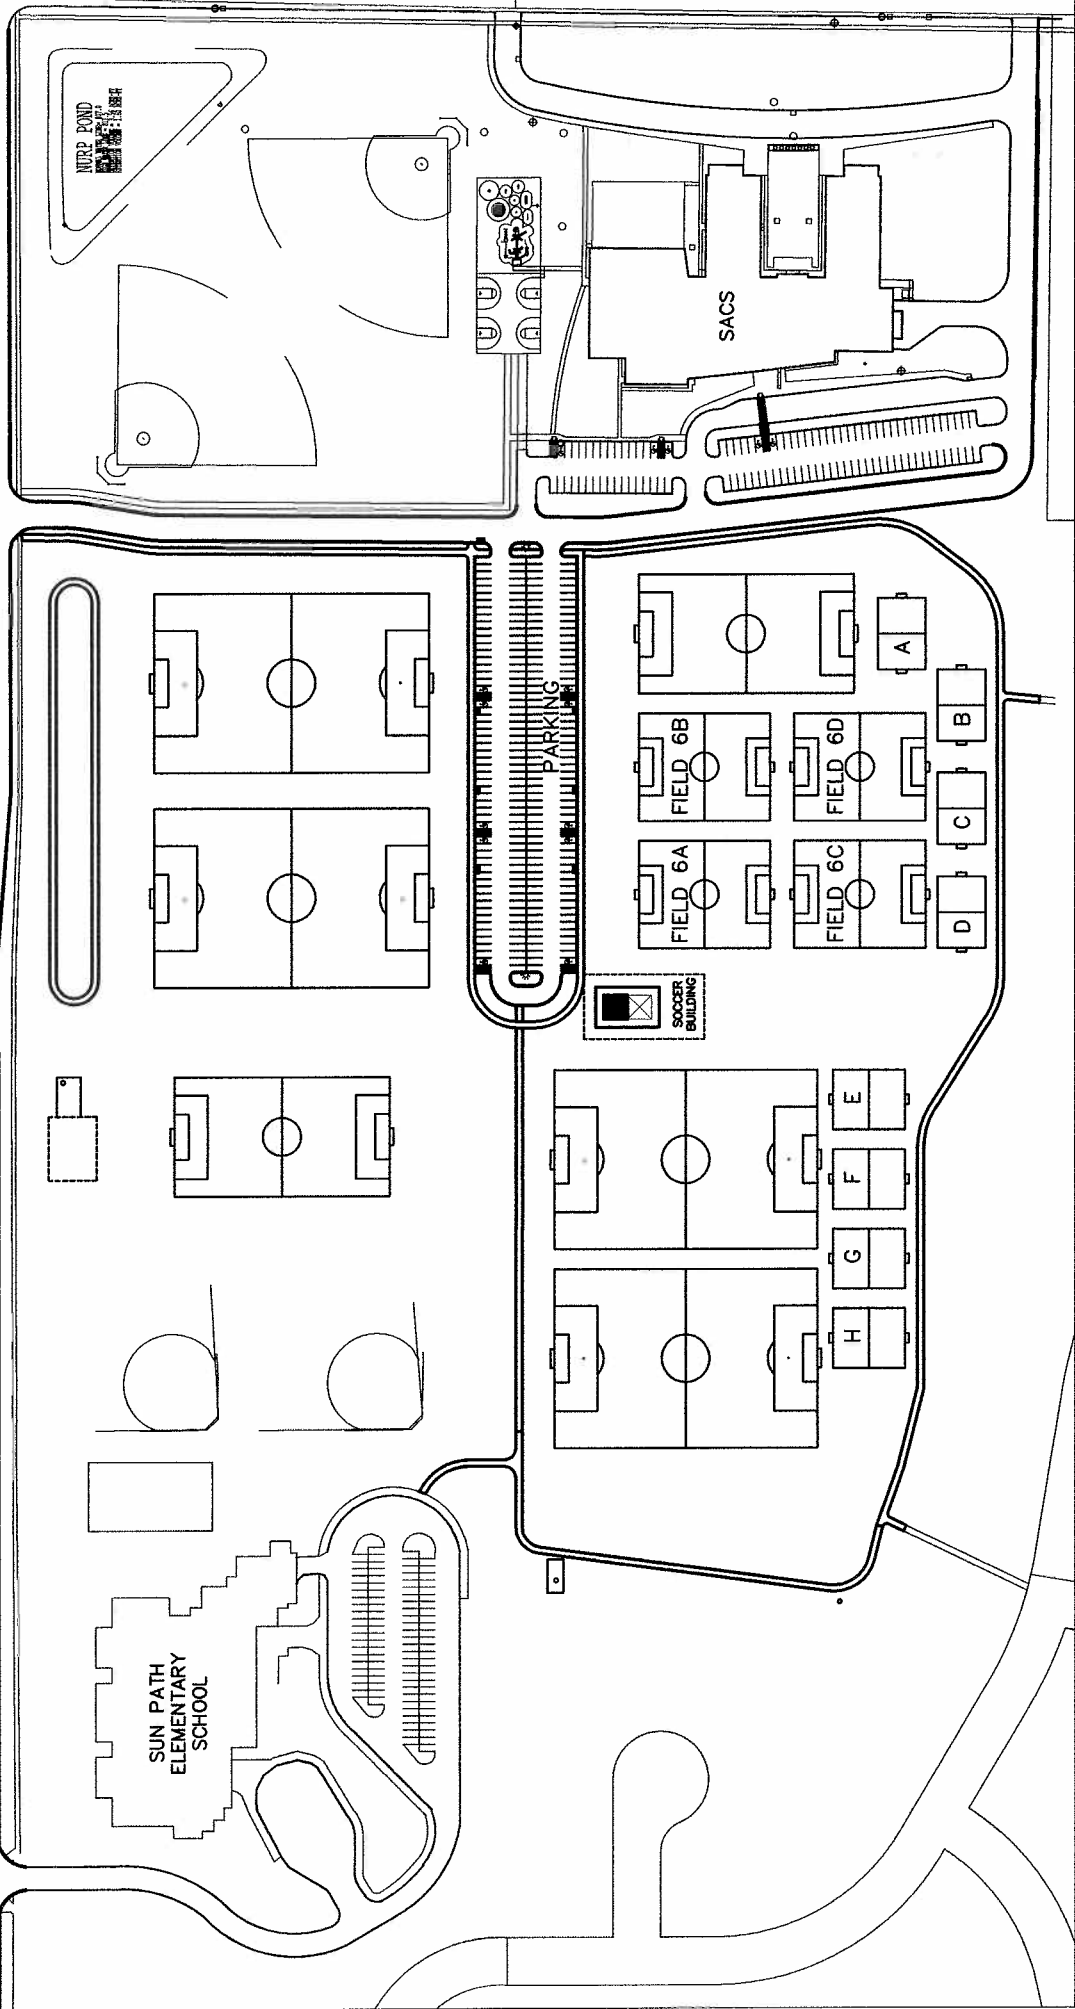 NURP POND
SACS
PARKING
A
B
FIELD 6B
FIELD 6D
C
FIELD 6A
FIELD 6C
D
SOCCER
BUILDING
E
F
G
H
SUN PATH
ELEMENTARY
SCHOOL